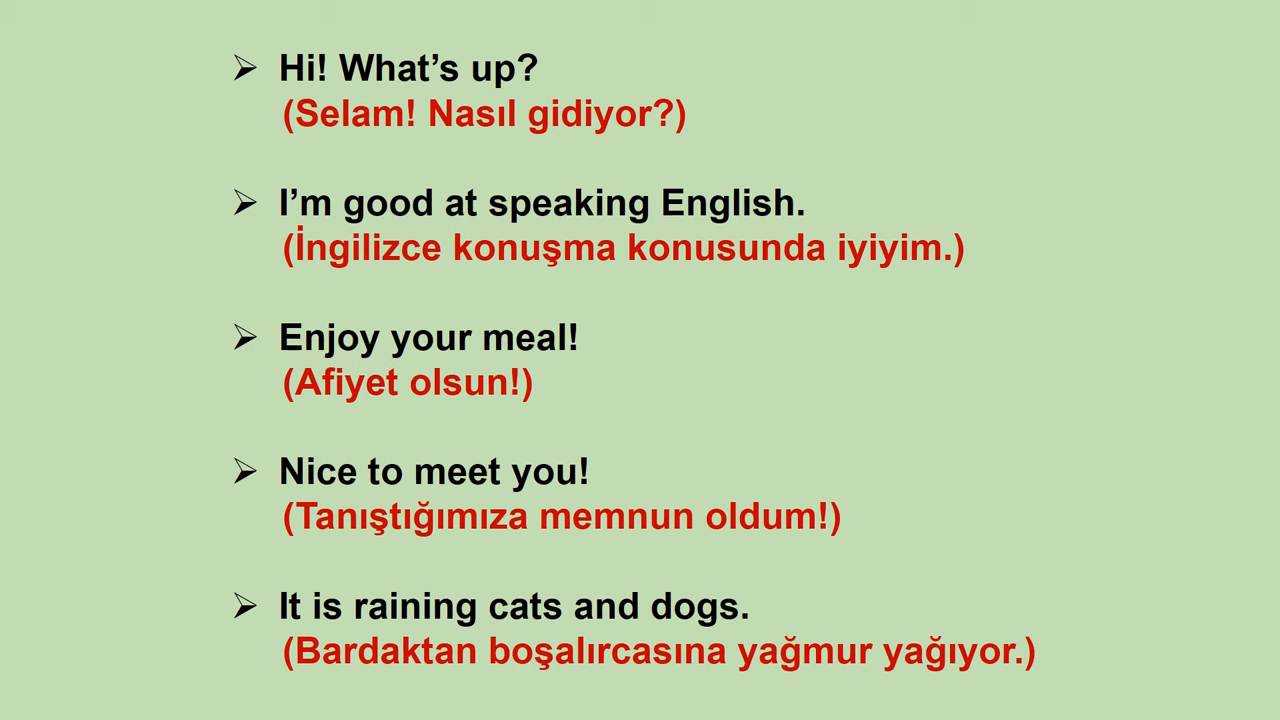 ➢ Hi! What’s up?
(Selam! Nasıl gidiyor?)
➢ I’m good at speaking English.
(İngilizce konuşma konusunda iyiyim.)
➢ Enjoy your meal!
(Afiyet olsun!)
➢ Nice to meet you!
(Tanıştığımıza memnun oldum!)
➢ It is raining cats and dogs.
(Bardaktan boşalırcasına yağmur yağıyor.)